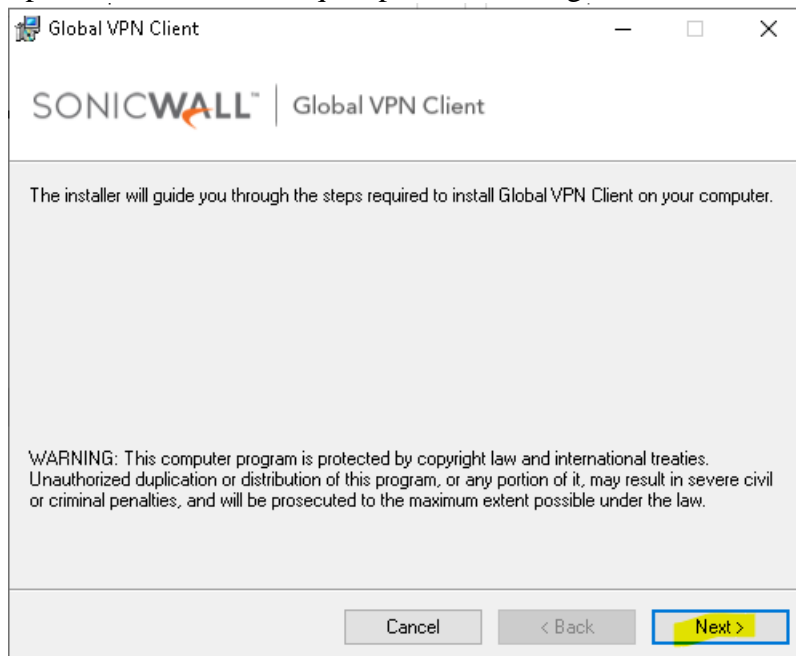 Global VPN Client
SONICWALL™ | Global VPN Client
The installer will guide you through the steps required to install Global VPN Client on your computer.
WARNING: This computer program is protected by copyright law and international treaties.
Unauthorized duplication or distribution of this program, or any portion of it, may result in severe civil
or criminal penalties, and will be prosecuted to the maximum extent possible under the law.
Cancel < Back Next >